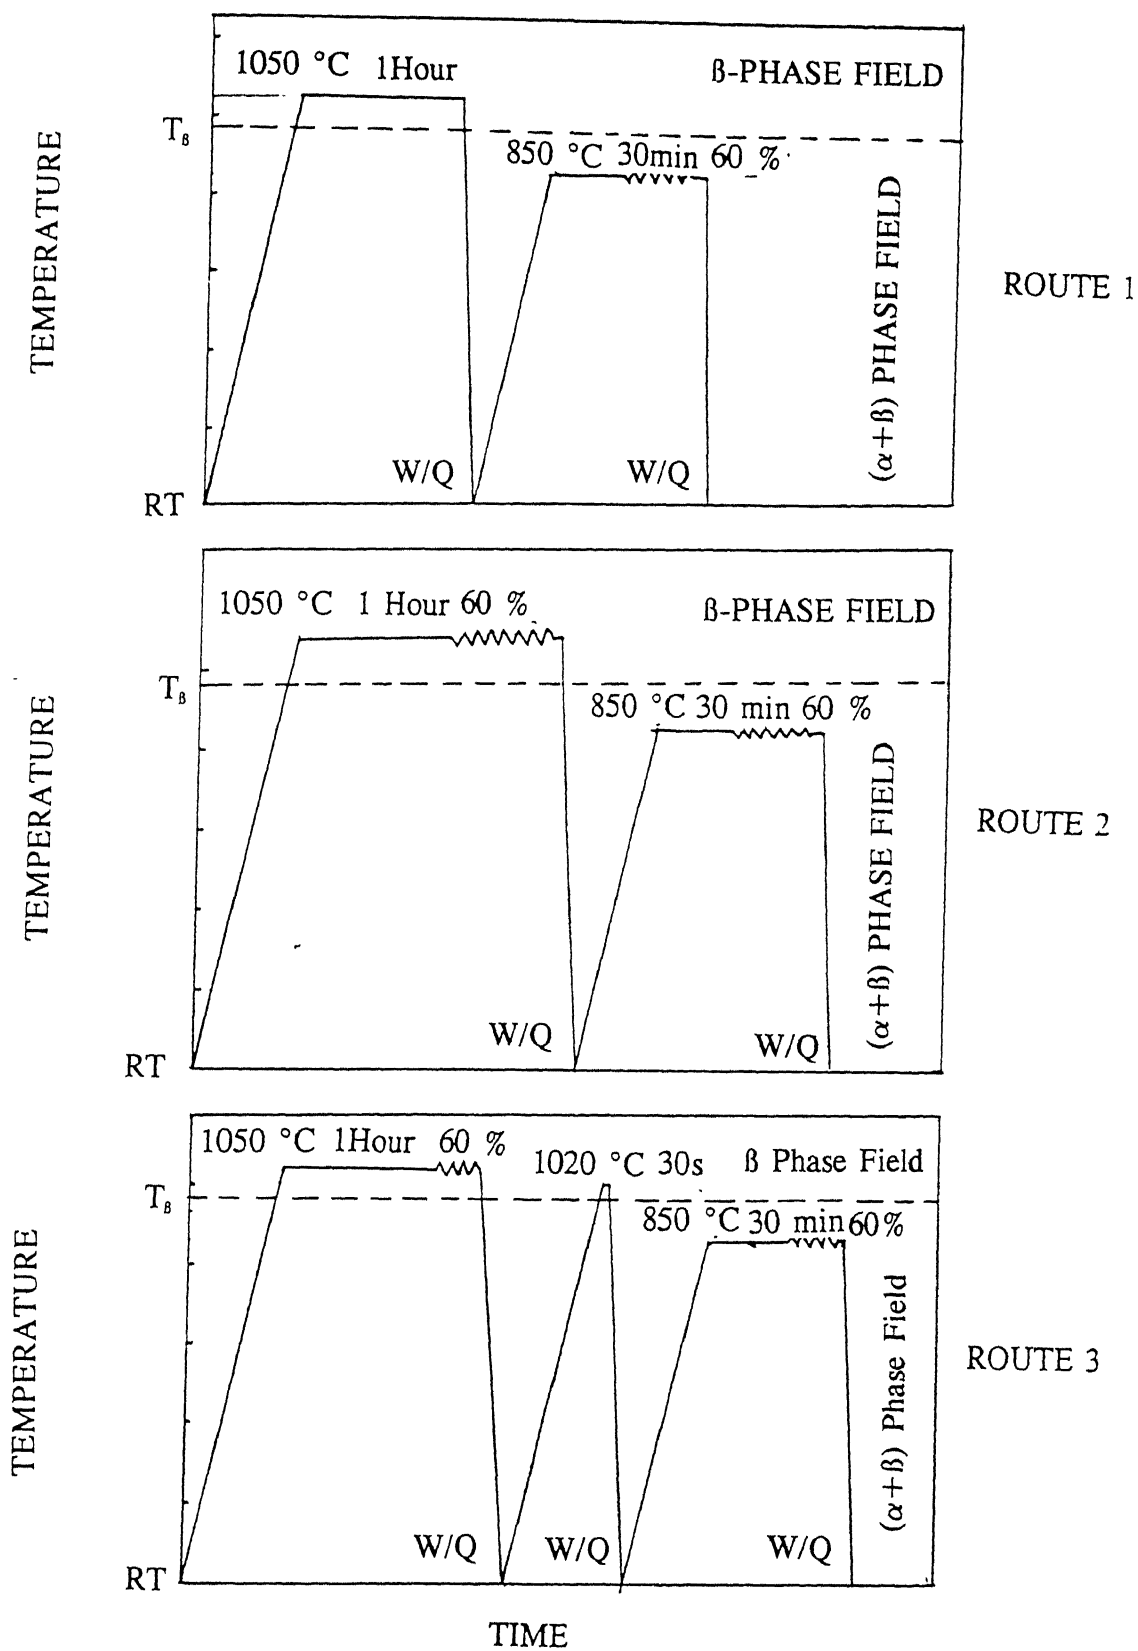 1050 °C 1Hour
ß-PHASE FIELD
Tß
850 °C 30min 60 %
TEMPERATURE
(α+ß) PHASE FIELD
ROUTE 1
W/Q
W/Q
RT
1050 °C 1 Hour 60 %
ß-PHASE FIELD
Tß
850 °C 30 min 60 %
TEMPERATURE
(α+ß) PHASE FIELD
ROUTE 2
W/Q
W/Q
RT
1050 °C 1Hour 60 %
1020 °C 30s
ß Phase Field
Tß
850 °C 30 min 60%
TEMPERATURE
(α+ß) Phase Field
ROUTE 3
W/Q
W/Q
W/Q
RT
TIME